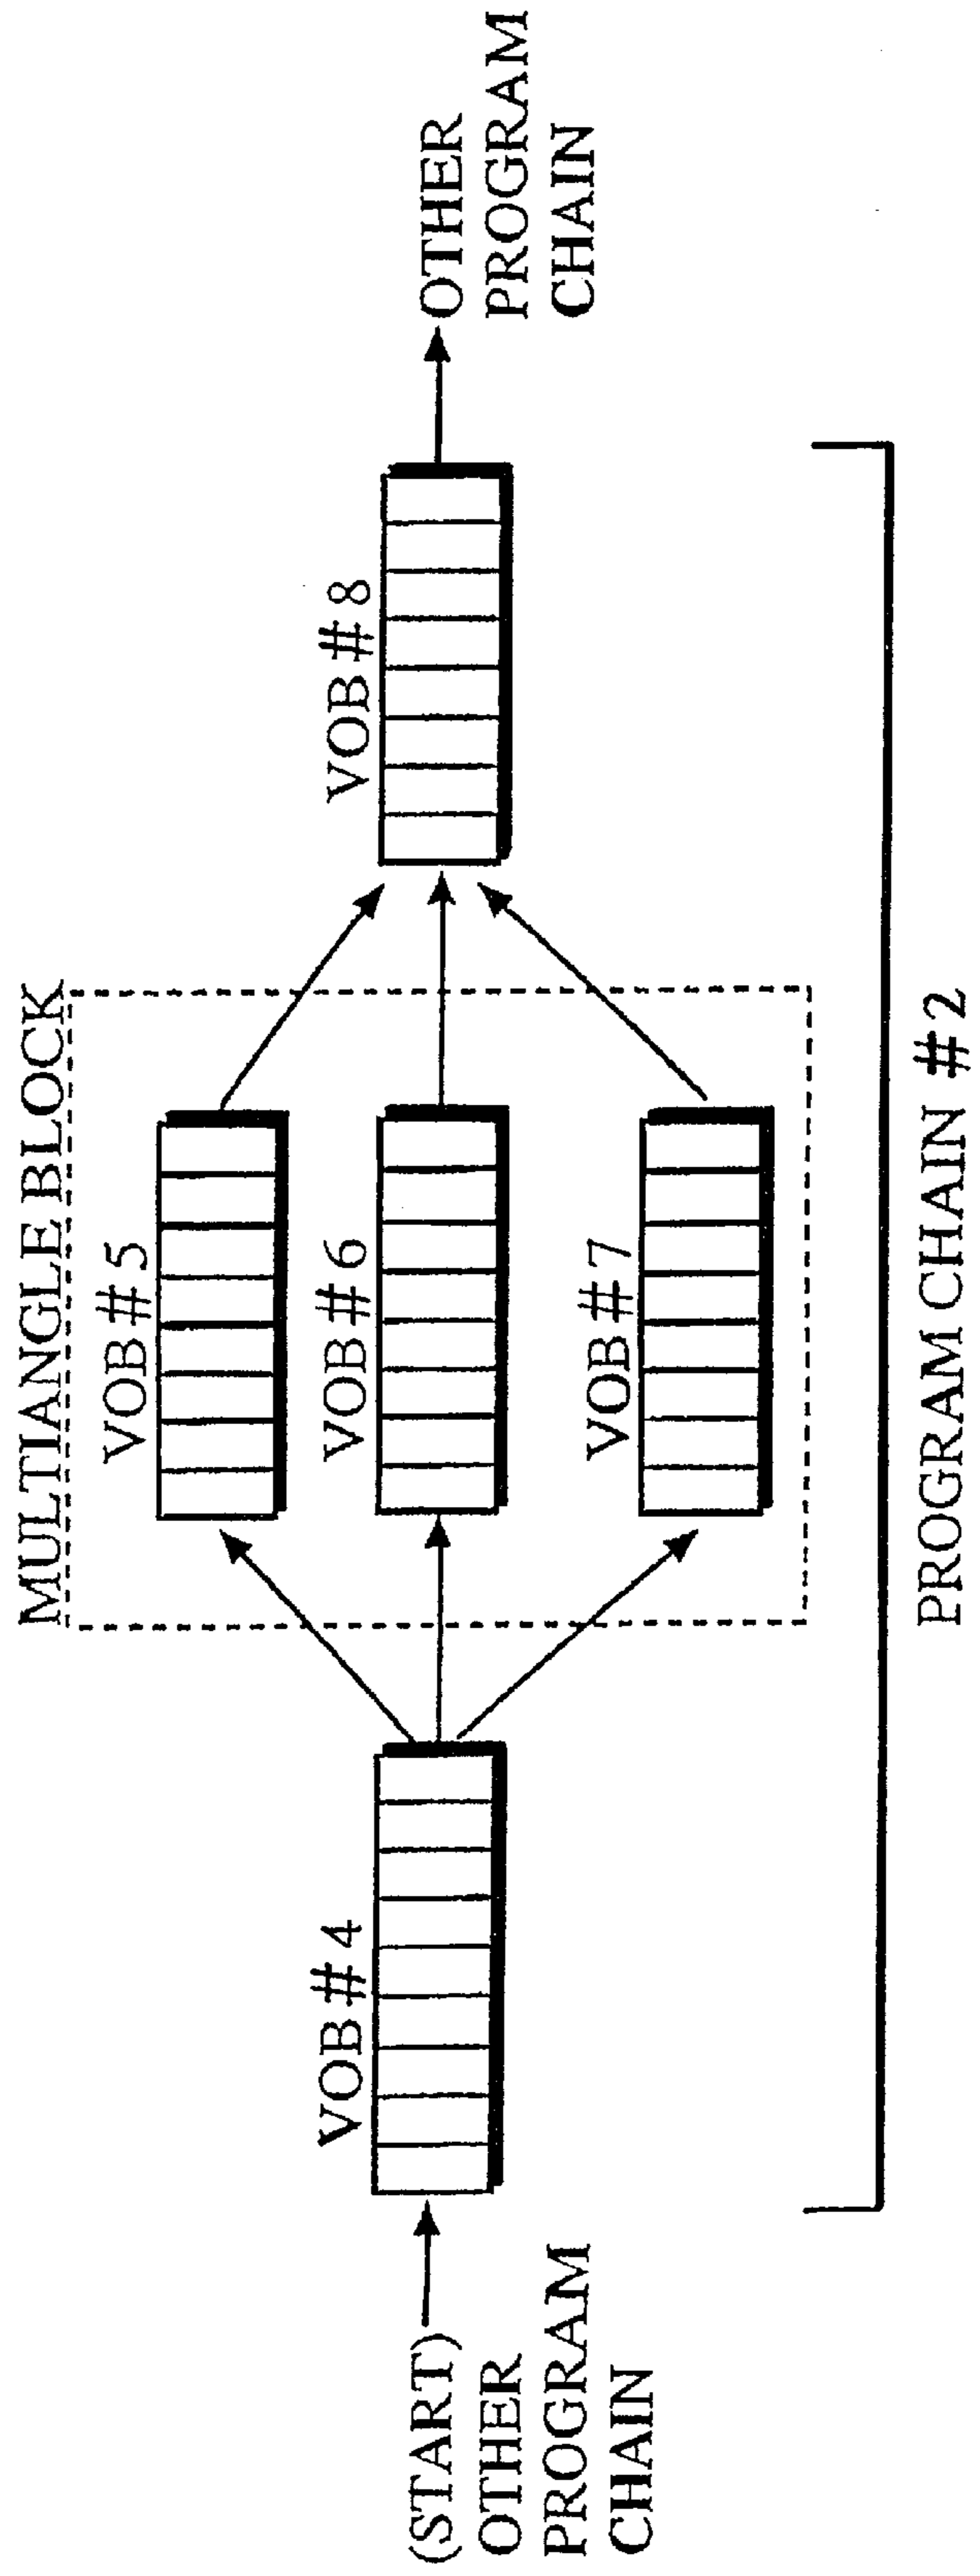 MULTIANGLE BLOCK
VOB#5
VOB#4
VOB#6
VOB#8
VOB#7
(START)
OTHER
PROGRAM
CHAIN
OTHER
PROGRAM
CHAIN
PROGRAM CHAIN #2